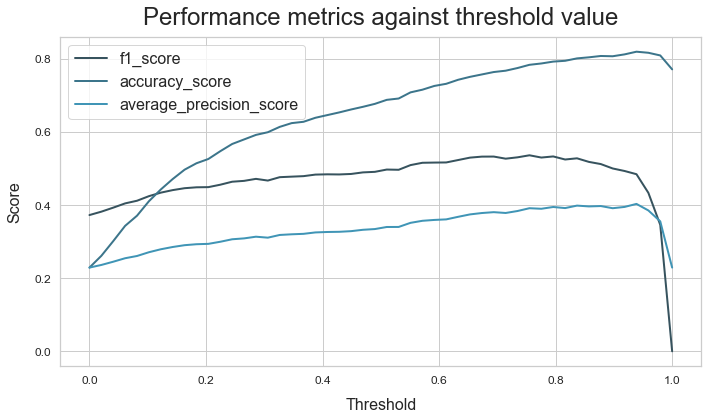 Performance metrics against threshold value
f1_score
accuracy_score
average_precision_score
0.8
0.6
0.4
0.2
0.0
Score
0.0 0.2 0.4 0.6 0.8 1.0
Threshold